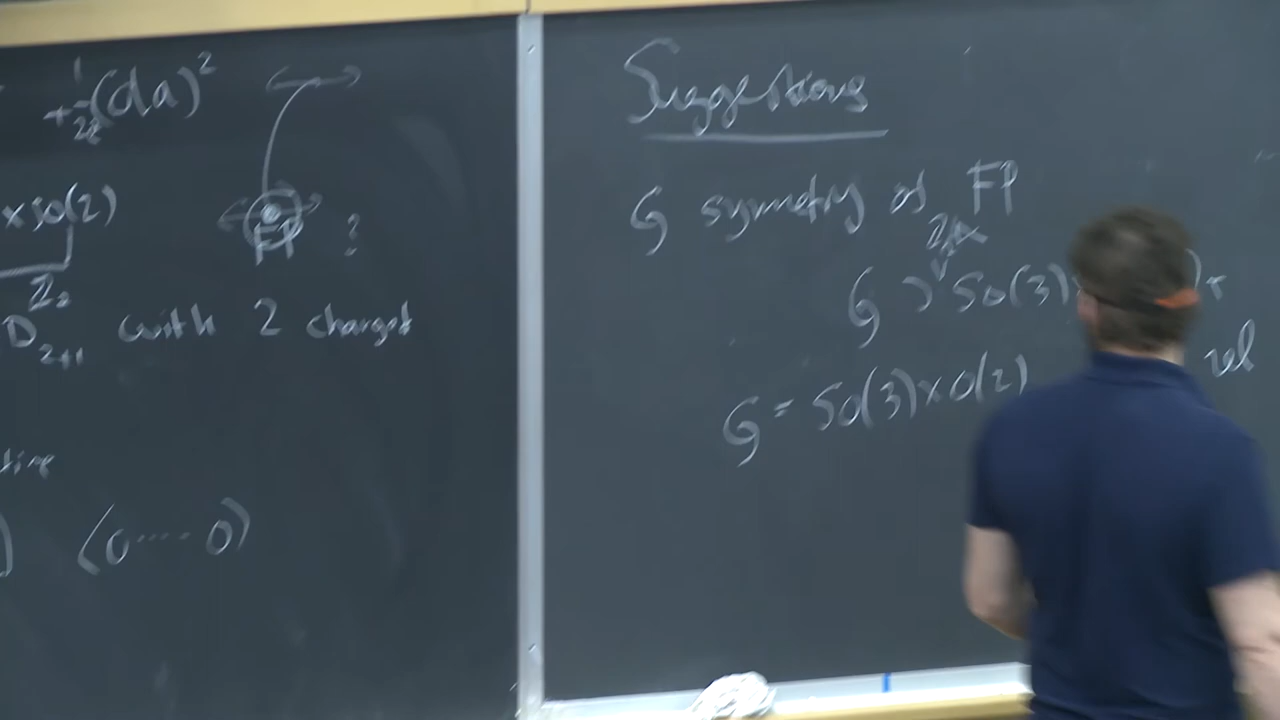 + 1/2e (da)²
×SO(2)
Z₂
FP ?
D₂₊₁ with 2 charges
(0 ···· 0)
Suggestions
G symmetry of FP
G ⊃ SO(3)
G = SO(3)×O(2)